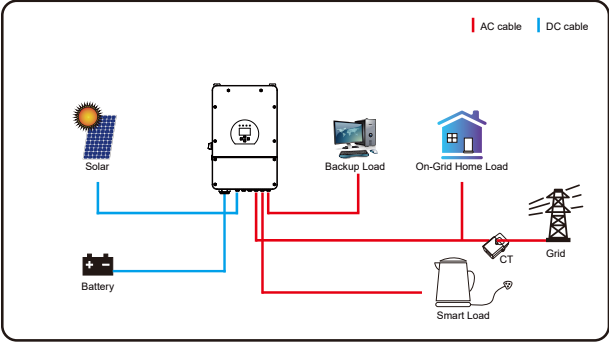 AC cable
DC cable
Solar
Backup Load
On-Grid Home Load
CT
Grid
Battery
Smart Load